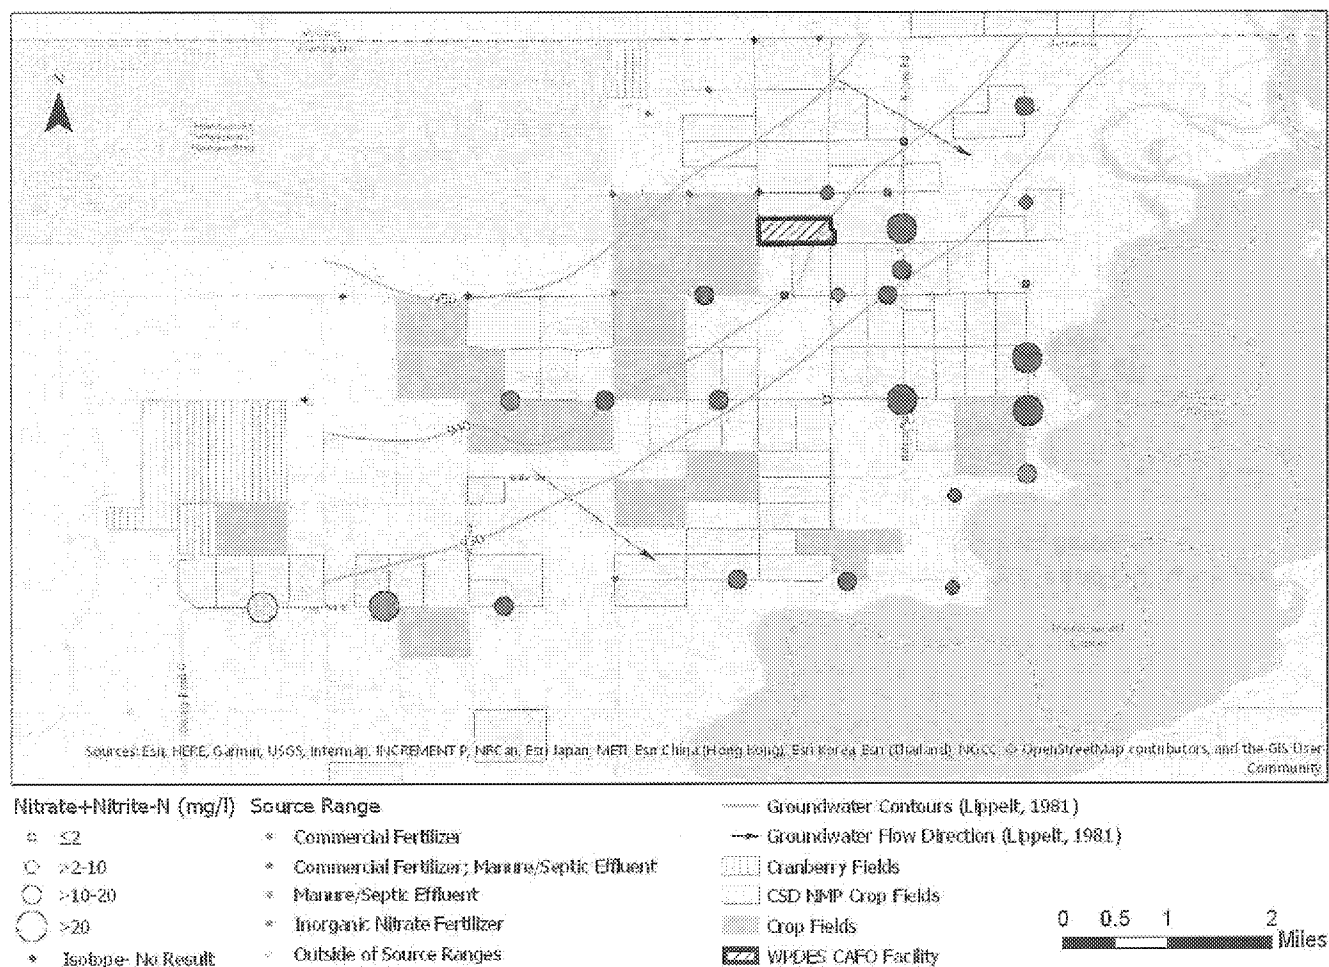 N
950
940
930
Sources: Esri, HERE, Garmin, USGS, Intermap, INCREMENT P, NRCan, Esri Japan, METI, Esri China (Hong Kong), Esri Korea, Esri (Thailand), NGCC, © OpenStreetMap contributors, and the GIS User
Community
Nitrate+Nitrite-N (mg/l)
≤2
>2-10
>10-20
>20
Isotope- No Result
Source Range
Commercial Fertilizer
Commercial Fertilizer; Manure/Septic Effluent
Manure/Septic Effluent
Inorganic Nitrate Fertilizer
Outside of Source Ranges
Groundwater Contours (Lippelt, 1981)
Groundwater Flow Direction (Lippelt, 1981)
Cranberry Fields
CSD NMP Crop Fields
Crop Fields
WPDES CAFO Facility
0 0.5 1 2
Miles